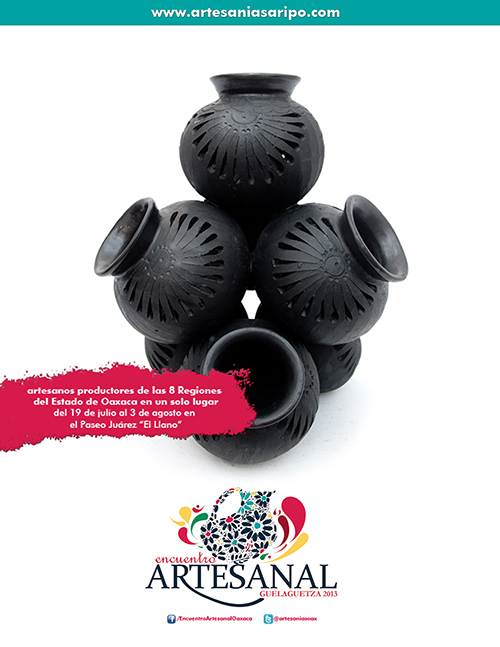 www.artesaniasaripo.com
artesanos productores de las 8 Regiones
del Estado de Oaxaca en un solo lugar
del 19 de julio al 3 de agosto en
el Paseo Juárez “El Llano”
encuentro
ARTESANAL
GUELAGUETZA 2013
/EncuentroArtesanalOaxaca @artesaniasoax